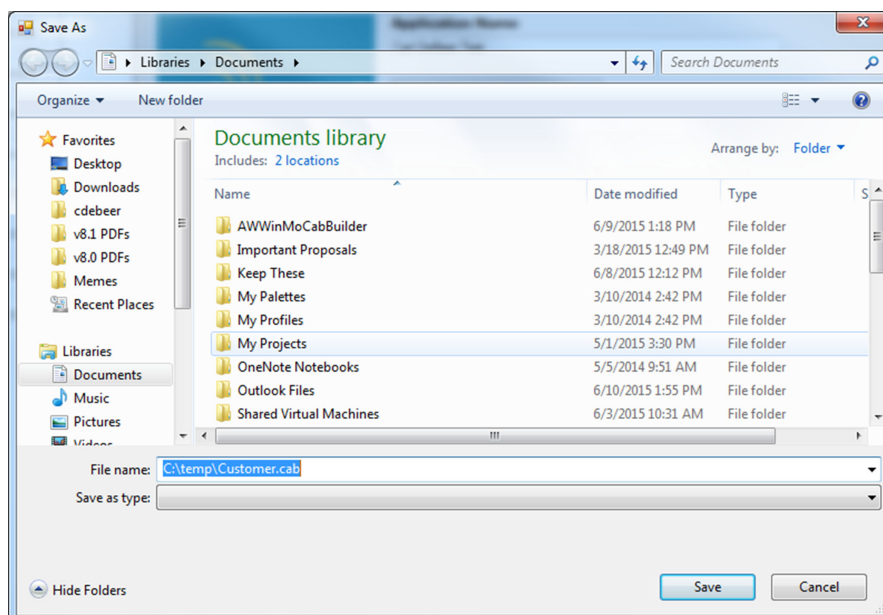 Save As
Application Name
Libraries Documents
Search Documents
Organize
New folder
Favorites
Desktop
Downloads
cdebeer
v8.1 PDFs
v8.0 PDFs
Memes
Recent Places
Libraries
Documents
Music
Pictures
Videos
Documents library
Includes: 2 locations
Arrange by: Folder
Name Date modified Type S
AWWinMoCabBuilder 6/9/2015 1:18 PM File folder
Important Proposals 3/18/2015 12:49 PM File folder
Keep These 6/8/2015 12:12 PM File folder
My Palettes 3/10/2014 2:42 PM File folder
My Profiles 3/10/2014 2:42 PM File folder
My Projects 5/1/2015 3:30 PM File folder
OneNote Notebooks 5/5/2014 9:51 AM File folder
Outlook Files 6/10/2015 1:55 PM File folder
Shared Virtual Machines 6/3/2015 10:31 AM File folder
File name: C:\temp\Customer.cab
Save as type:
Hide Folders
Save
Cancel